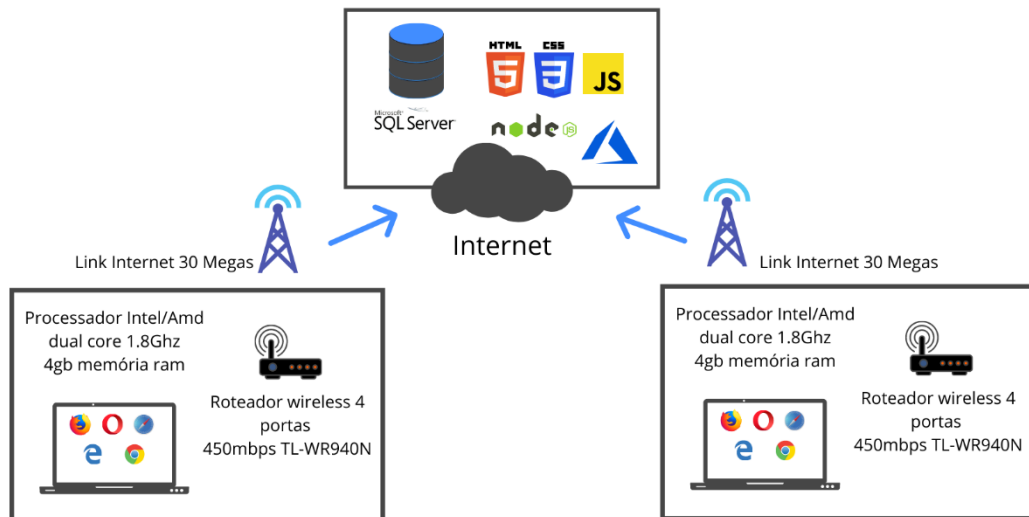 HTML
CSS
5
3
JS
Microsoft
SQL Server
node
JS
Internet
Link Internet 30 Megas
Link Internet 30 Megas
Processador Intel/Amd
dual core 1.8Ghz
4gb memória ram
Roteador wireless 4
portas
450mbps TL-WR940N
Processador Intel/Amd
dual core 1.8Ghz
4gb memória ram
Roteador wireless 4
portas
450mbps TL-WR940N